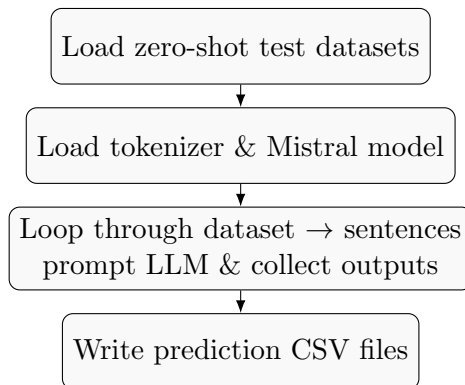 Load zero-shot test datasets
Load tokenizer & Mistral model
Loop through dataset → sentences
prompt LLM & collect outputs
Write prediction CSV files